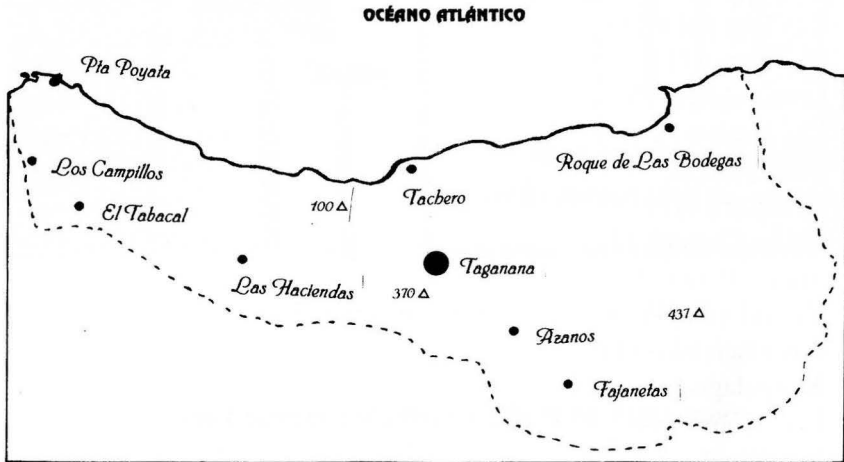 OCÉANO ATLÁNTICO
Pta Poyata
Roque de Las Bodegas
Los Campillos
Tachero
El Tabacal
100
Taganana
Las Haciendas
370
437
Azanos
Fajanetas